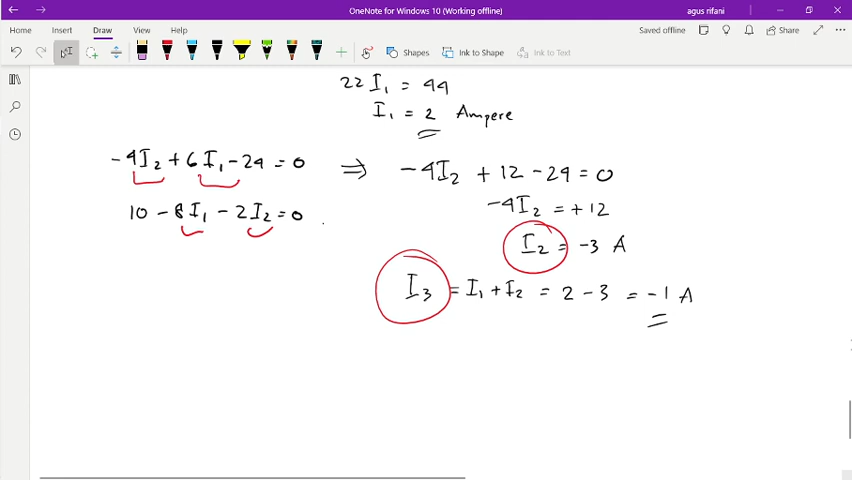 OneNote for Windows 10 (Working offline)
agus rifani
Home Insert Draw View Help
Saved offline Share
Shapes Ink to Shape Ink to Text
22 I₁ = 44
I₁ = 2 Ampere
-4I₂ + 6I₁ - 24 = 0 ⇒ -4I₂ + 12 - 24 = 0
10 - 8I₁ - 2I₂ = 0
-4I₂ = +12
I₂ = -3 A
I₃ = I₁ + I₂ = 2 - 3 = -1 A